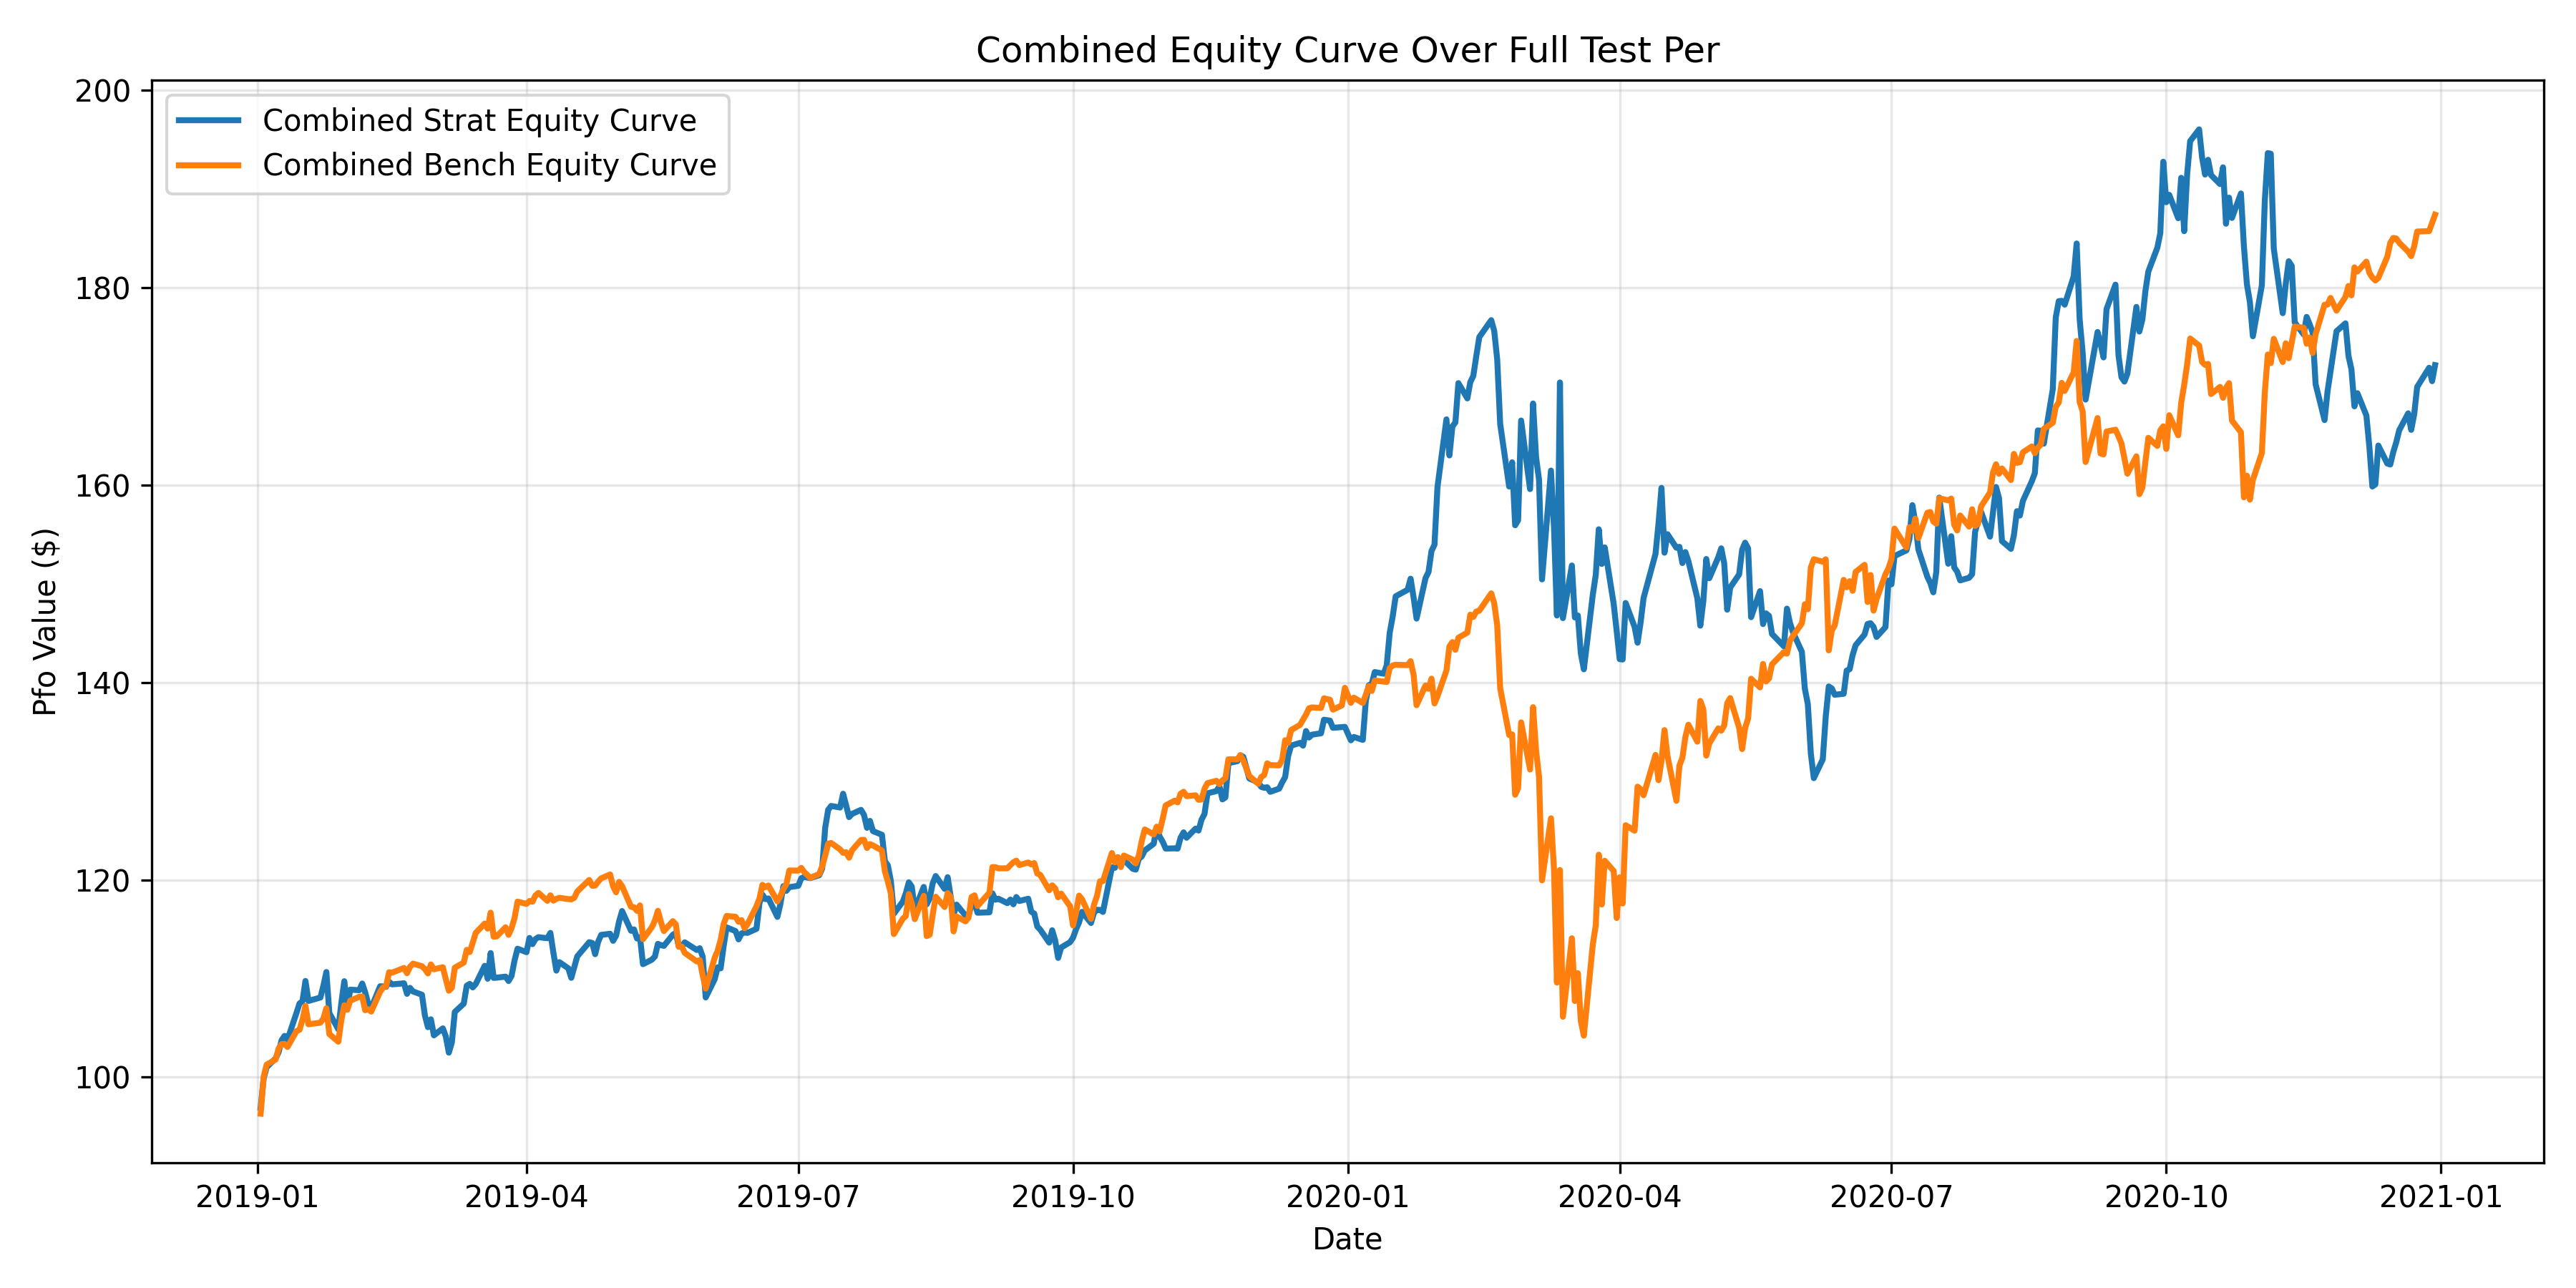 Combined Equity Curve Over Full Test Per
Combined Strat Equity Curve
Combined Bench Equity Curve
Pfo Value ($)
200
180
160
140
120
100
2019-01 2019-04 2019-07 2019-10 2020-01 2020-04 2020-07 2020-10 2021-01
Date